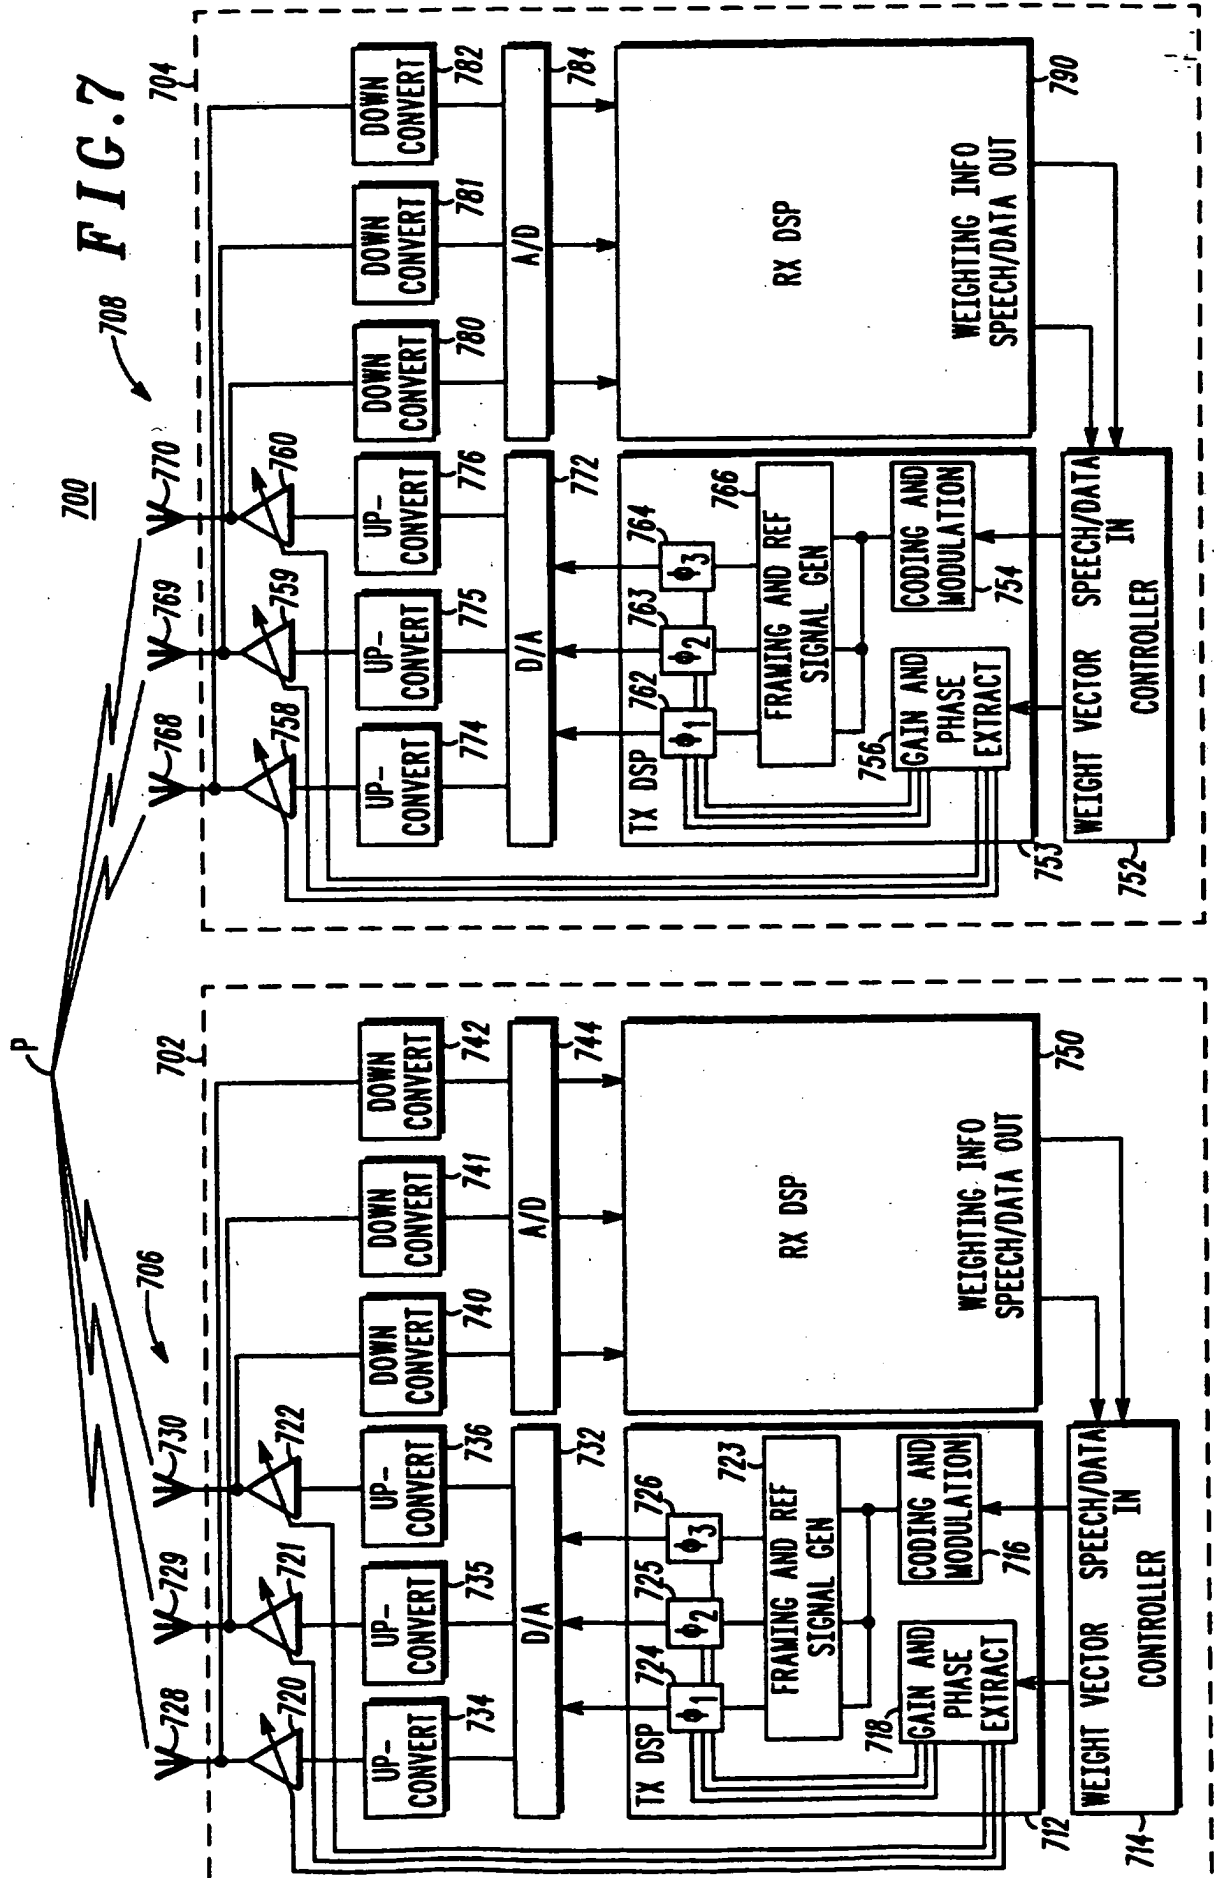 FIG.7
700
P
702
706
728
729
730
720
721
722
UP-
CONVERT
734
UP-
CONVERT
735
UP-
CONVERT
736
DOWN
CONVERT
740
DOWN
CONVERT
741
DOWN
CONVERT
742
D/A
732
A/D
744
TX DSP
ϕ1
724
ϕ2
725
ϕ3
726
FRAMING AND REF
SIGNAL GEN
723
718
GAIN AND
PHASE
EXTRACT
CODING AND
MODULATION
716
712
RX DSP
WEIGHTING INFO
SPEECH/DATA OUT
750
WEIGHT VECTOR
SPEECH/DATA
IN
CONTROLLER
714
704
708
768
769
770
758
759
760
UP-
CONVERT
774
UP-
CONVERT
775
UP-
CONVERT
776
DOWN
CONVERT
780
DOWN
CONVERT
781
DOWN
CONVERT
782
D/A
772
A/D
784
TX DSP
ϕ1
762
ϕ2
763
ϕ3
764
FRAMING AND REF
SIGNAL GEN
766
756
GAIN AND
PHASE
EXTRACT
CODING AND
MODULATION
754
753
RX DSP
WEIGHTING INFO
SPEECH/DATA OUT
790
WEIGHT VECTOR
SPEECH/DATA
IN
CONTROLLER
752